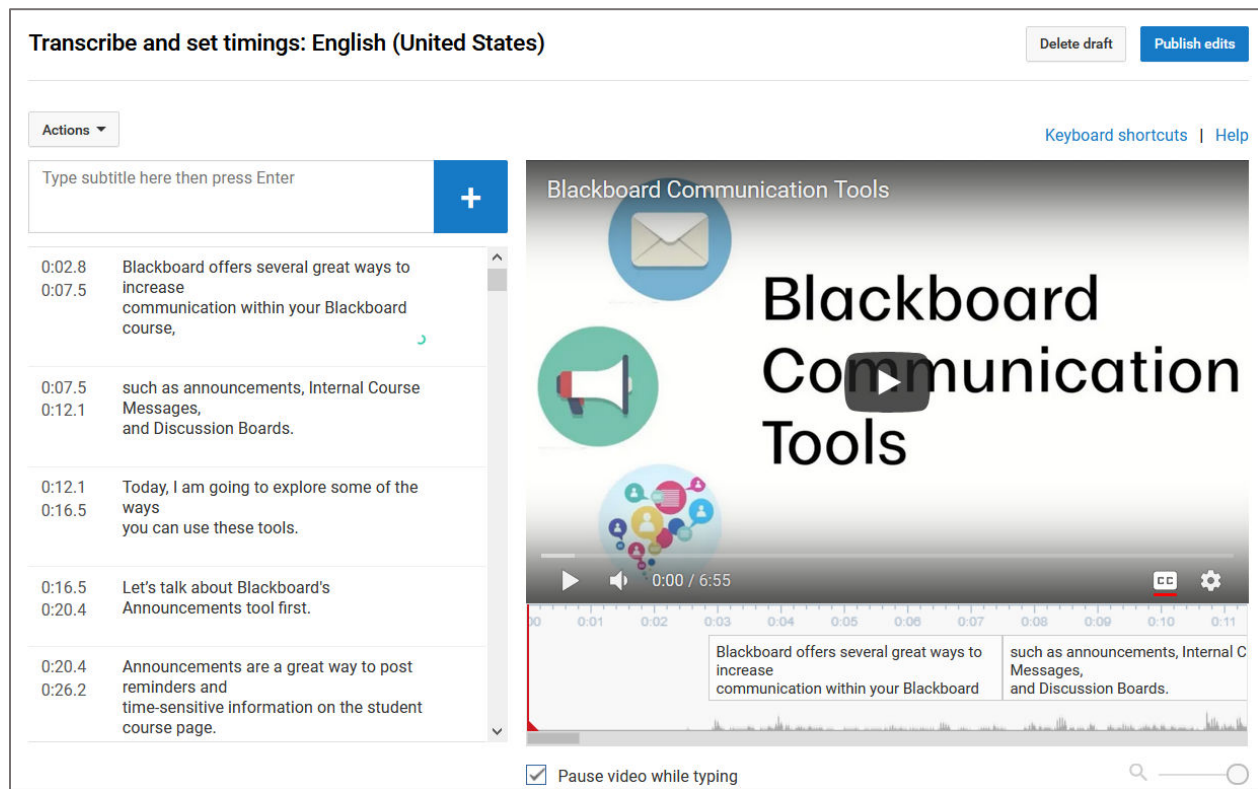 Transcribe and set timings: English (United States)
Delete draft
Publish edits
Actions
Keyboard shortcuts | Help
Type subtitle here then press Enter
+
0:02.8 Blackboard offers several great ways to
0:07.5 increase
communication within your Blackboard
course,
0:07.5 such as announcements, Internal Course
0:12.1 Messages,
and Discussion Boards.
0:12.1 Today, I am going to explore some of the
0:16.5 ways
you can use these tools.
0:16.5 Let's talk about Blackboard's
0:20.4 Announcements tool first.
0:20.4 Announcements are a great way to post
0:26.2 reminders and
time-sensitive information on the student
course page.
Blackboard Communication Tools
Blackboard
Communication
Tools
0:00 / 6:55
CC
00 0:01 0:02 0:03 0:04 0:05 0:06 0:07 0:08 0:09 0:10 0:11
Blackboard offers several great ways to
increase
communication within your Blackboard
such as announcements, Internal C
Messages,
and Discussion Boards.
Pause video while typing